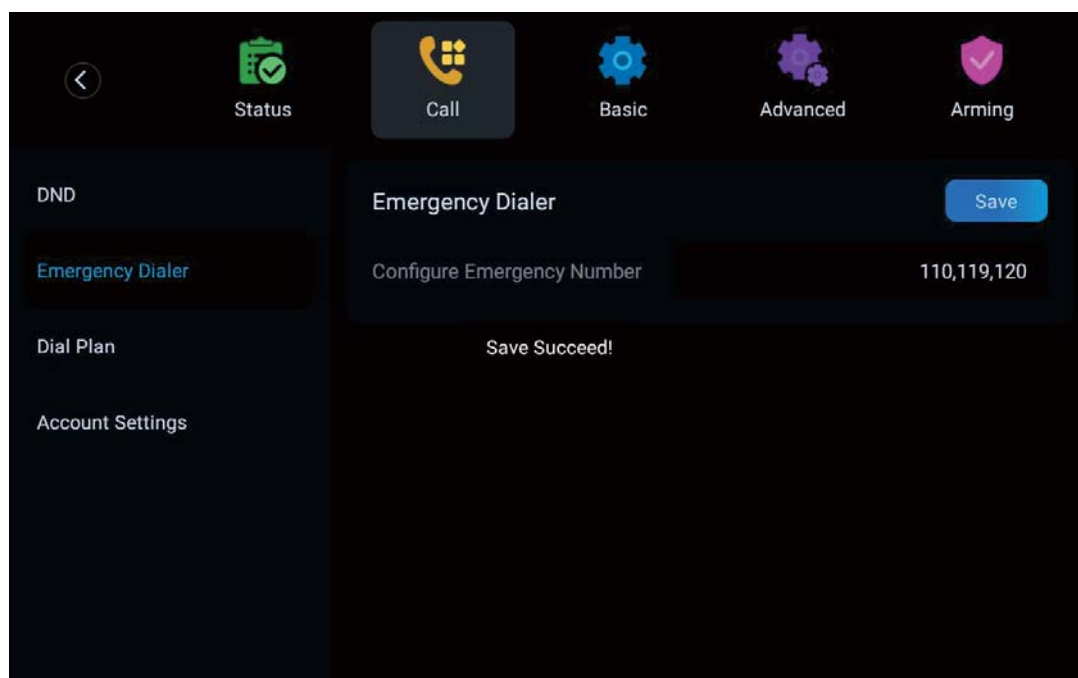 Status
Call
Basic
Advanced
Arming
DND
Emergency Dialer
Dial Plan
Account Settings
Emergency Dialer
Save
Configure Emergency Number
110,119,120
Save Succeed!